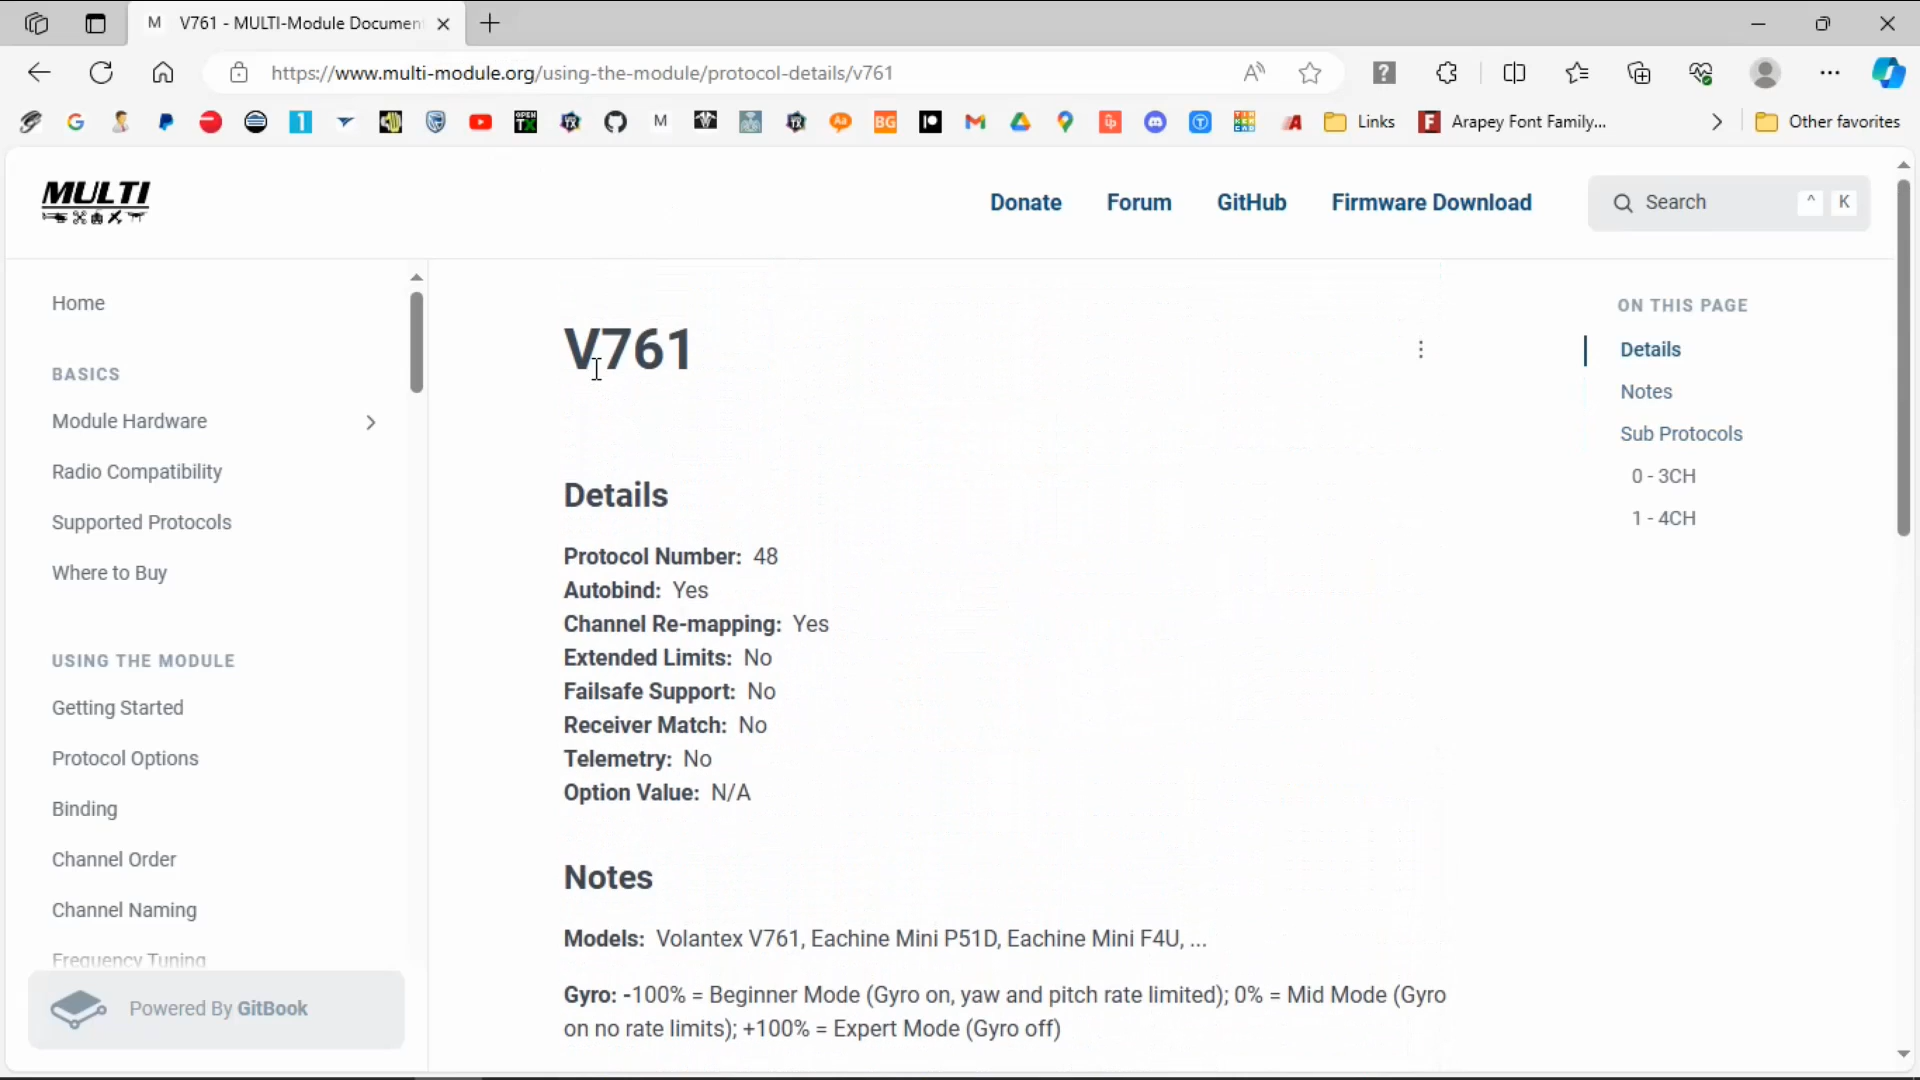 V761 - MULTI-Module Documen
https://www.multi-module.org/using-the-module/protocol-details/v761
Links
Arapey Font Family...
Other favorites
MULTI
Donate
Forum
GitHub
Firmware Download
Search
^ K
Home
BASICS
Module Hardware
Radio Compatibility
Supported Protocols
Where to Buy
USING THE MODULE
Getting Started
Protocol Options
Binding
Channel Order
Channel Naming
Frequency Tuning
Powered By GitBook
V761
Details
Protocol Number: 48
Autobind: Yes
Channel Re-mapping: Yes
Extended Limits: No
Failsafe Support: No
Receiver Match: No
Telemetry: No
Option Value: N/A
Notes
Models: Volantex V761, Eachine Mini P51D, Eachine Mini F4U, ...
Gyro: -100% = Beginner Mode (Gyro on, yaw and pitch rate limited); 0% = Mid Mode (Gyro
on no rate limits); +100% = Expert Mode (Gyro off)
ON THIS PAGE
Details
Notes
Sub Protocols
0 - 3CH
1 - 4CH